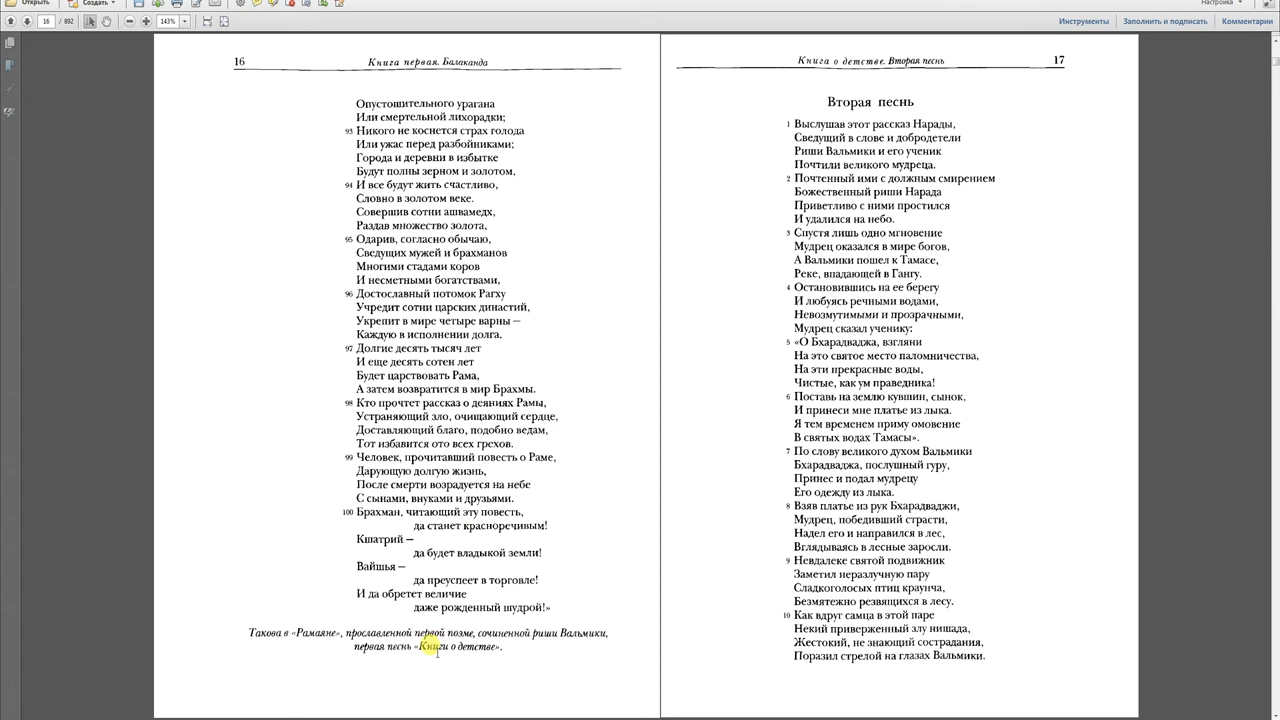 Открыть
Создать
Настройка
16 / 892
143%
Инструменты
Заполнить и подписать
Комментарии
16
Книга первая. Балаканда
Опустошительного урагана
Или смертельной лихорадки;
93 Никого не коснется страх голода
Или ужас перед разбойниками;
Города и деревни в избытке
Будут полны зерном и золотом,
94 И все будут жить счастливо,
Словно в золотом веке.
Совершив сотни ашвамедх,
Раздав множество золота,
95 Одарив, согласно обычаю,
Сведущих мужей и брахманов
Многими стадами коров
И несметными богатствами,
96 Достославный потомок Рагху
Учредит сотни царских династий,
Укрепит в мире четыре варны —
Каждую в исполнении долга.
97 Долгие десять тысяч лет
И еще десять сотен лет
Будет царствовать Рама,
А затем возвратится в мир Брахмы.
98 Кто прочтет рассказ о деяниях Рамы,
Устраняющий зло, очищающий сердце,
Доставляющий благо, подобно ведам,
Тот избавится ото всех грехов.
99 Человек, прочитавший повесть о Раме,
Дарующую долгую жизнь,
После смерти возрадуется на небе
С сынами, внуками и друзьями.
100 Брахман, читающий эту повесть,
да станет красноречивым!
Кшатрий —
да будет владыкой земли!
Вайшья —
да преуспеет в торговле!
И да обретет величие
даже рожденный шудрой!»
Такова в «Рамаяне», прославленной первой поэме, сочиненной риши Вальмики,
первая песнь «Книги о детстве».
Книга о детстве. Вторая песнь
17
Вторая песнь
1 Выслушав этот рассказ Нарады,
Сведущий в слове и добродетели
Риши Вальмики и его ученик
Почтили великого мудреца.
2 Почтенный ими с должным смирением
Божественный риши Нарада
Приветливо с ними простился
И удалился на небо.
3 Спустя лишь одно мгновение
Мудрец оказался в мире богов,
А Вальмики пошел к Тамасе,
Реке, впадающей в Гангу.
4 Остановившись на ее берегу
И любуясь речными водами,
Невозмутимыми и прозрачными,
Мудрец сказал ученику:
5 «О Бхарадваджа, взгляни
На это святое место паломничества,
На эти прекрасные воды,
Чистые, как ум праведника!
6 Поставь на землю кувшин, сынок,
И принеси мне платье из лыка.
Я тем временем приму омовение
В святых водах Тамасы».
7 По слову великого духом Вальмики
Бхарадваджа, послушный гуру,
Принес и подал мудрецу
Его одежду из лыка.
8 Взяв платье из рук Бхарадваджи,
Мудрец, победивший страсти,
Надел его и направился в лес,
Вглядываясь в лесные заросли.
9 Невдалеке святой подвижник
Заметил неразлучную пару
Сладкоголосых птиц краунча,
Безмятежно резвящихся в лесу.
10 Как вдруг самца в этой паре
Некий приверженный злу нишада,
Жестокий, не знающий сострадания,
Поразил стрелой на глазах Вальмики.